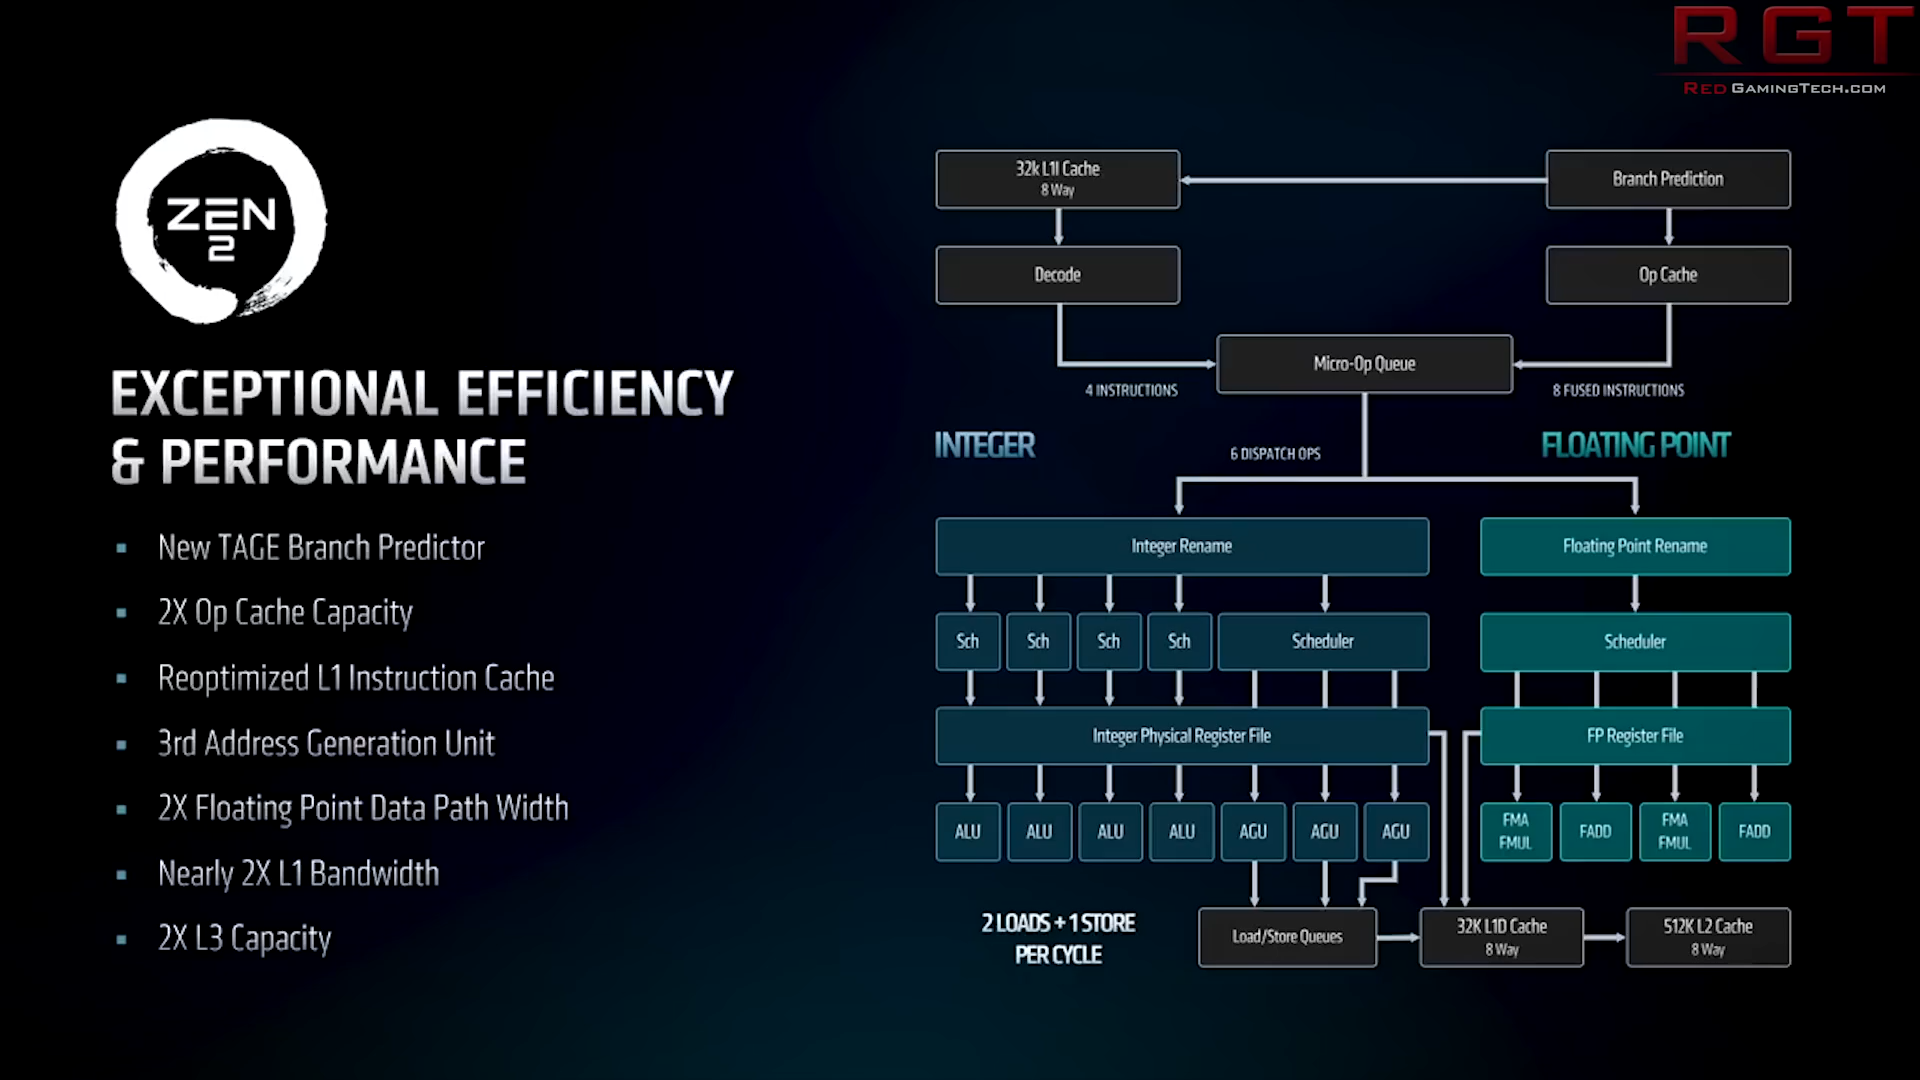 RGT
RED GAMINGTECH.COM
ZEN
2
EXCEPTIONAL EFFICIENCY
& PERFORMANCE
▪ New TAGE Branch Predictor
▪ 2X Op Cache Capacity
▪ Reoptimized L1 Instruction Cache
▪ 3rd Address Generation Unit
▪ 2X Floating Point Data Path Width
▪ Nearly 2X L1 Bandwidth
▪ 2X L3 Capacity
32k L1I Cache
8 Way
Branch Prediction
Decode
Op Cache
Micro-Op Queue
4 INSTRUCTIONS
8 FUSED INSTRUCTIONS
INTEGER
6 DISPATCH OPS
FLOATING POINT
Integer Rename
Floating Point Rename
Sch
Sch
Sch
Sch
Scheduler
Scheduler
Integer Physical Register File
FP Register File
ALU
ALU
ALU
ALU
AGU
AGU
AGU
FMA
FMUL
FADD
FMA
FMUL
FADD
2 LOADS + 1 STORE
PER CYCLE
Load/Store Queues
32K L1D Cache
8 Way
512K L2 Cache
8 Way